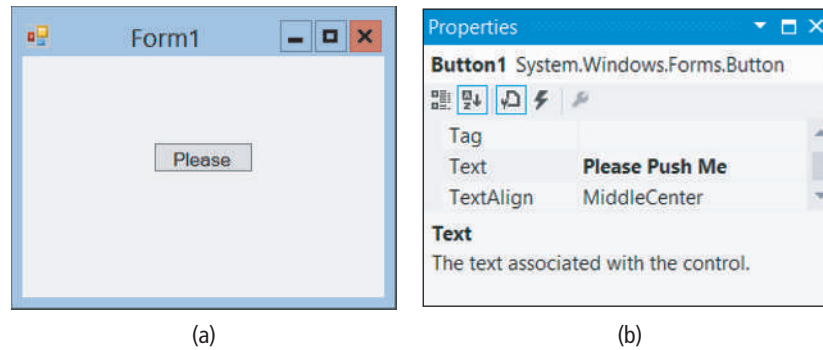 Form1
Please
(a)
Properties
Button1 System.Windows.Forms.Button
Tag
Text Please Push Me
TextAlign MiddleCenter
Text
The text associated with the control.
(b)